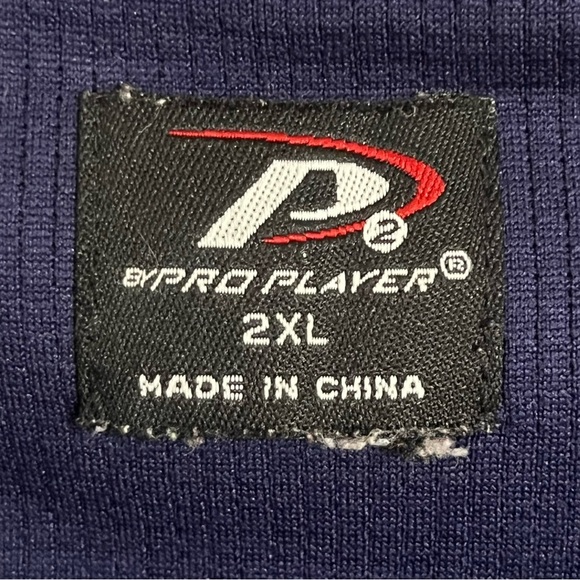 P2
BY PRO PLAYER®
2XL
MADE IN CHINA